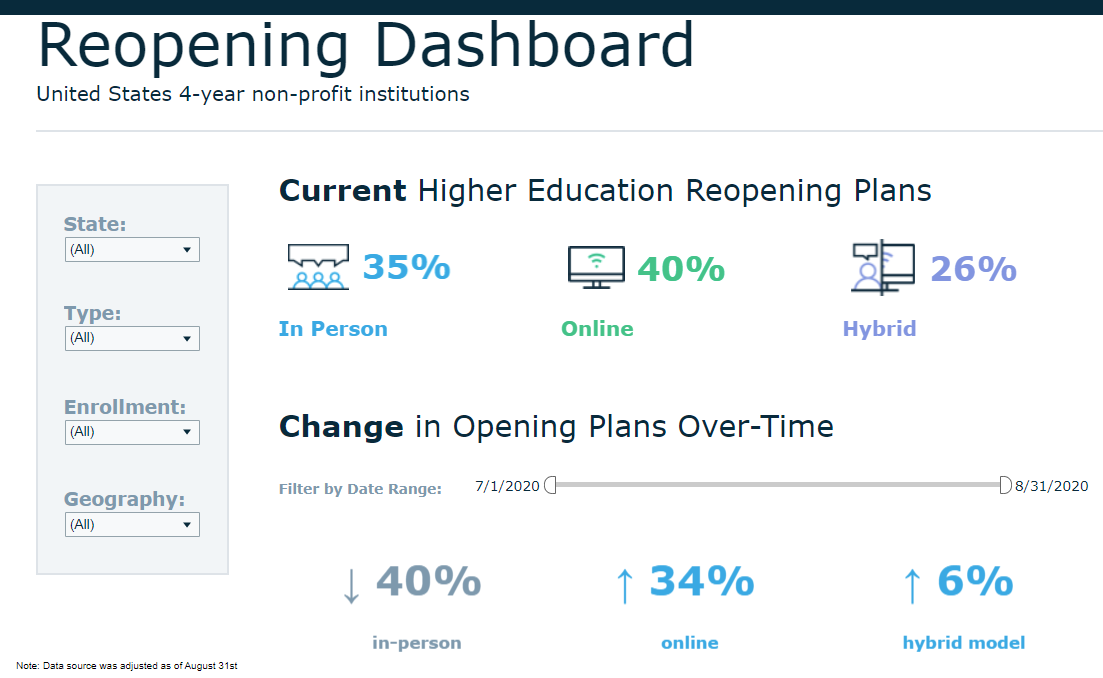 Reopening Dashboard
United States 4-year non-profit institutions
State:
(All)
Type:
(All)
Enrollment:
(All)
Geography:
(All)
Current Higher Education Reopening Plans
35%
40%
26%
In Person
Online
Hybrid
Change in Opening Plans Over-Time
Filter by Date Range: 7/1/2020 8/31/2020
↓ 40%
↑ 34%
↑ 6%
in-person
online
hybrid model
Note: Data source was adjusted as of August 31st